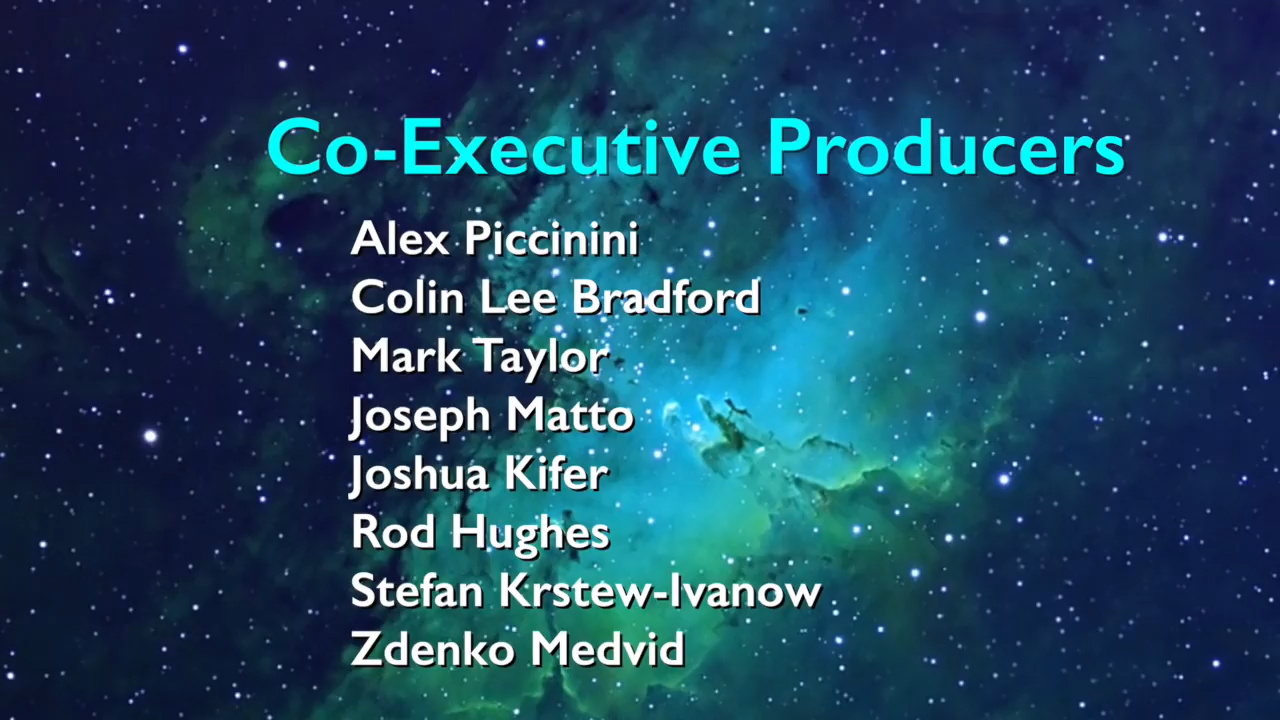 Co-Executive Producers
Alex Piccinini
Colin Lee Bradford
Mark Taylor
Joseph Matto
Joshua Kifer
Rod Hughes
Stefan Krstew-Ivanow
Zdenko Medvid